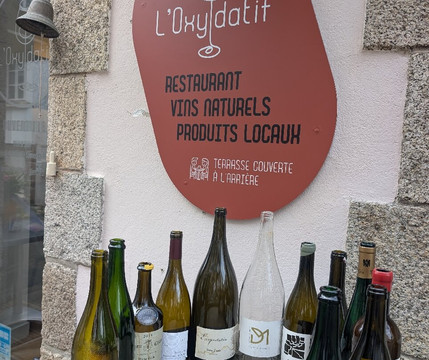 L'Oxydatif
RESTAURANT
VINS NATURELS
PRODUITS LOCAUX
TERRASSE COUVERTE
À L'ARRIÈRE